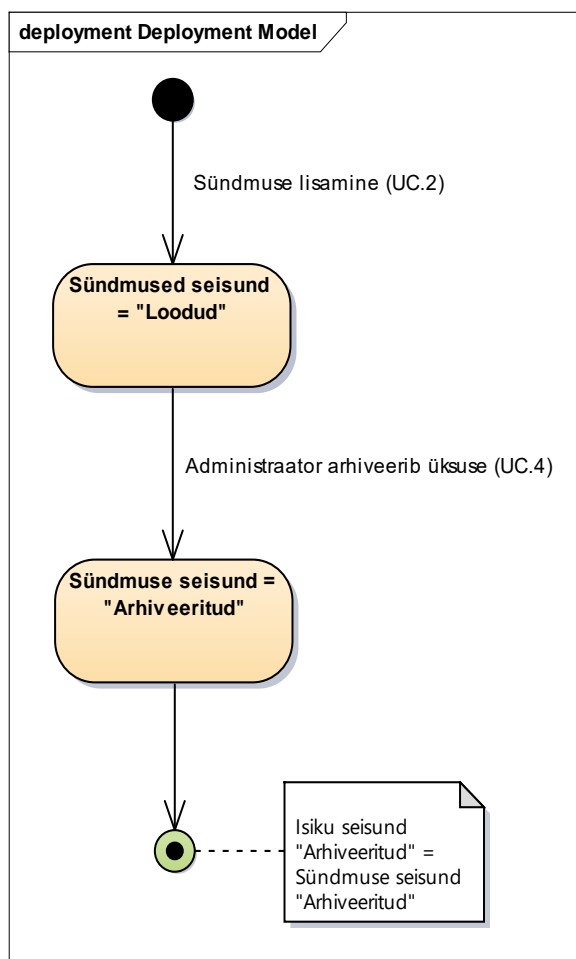 deployment Deployment Model
Sündmuse lisamine (UC.2)
Sündmused seisund
= "Loodud"
Administraator arhiveerib üksuse (UC.4)
Sündmuse seisund =
"Arhiveeritud"
Isiku seisund
"Arhiveeritud" =
Sündmuse seisund
"Arhiveeritud"